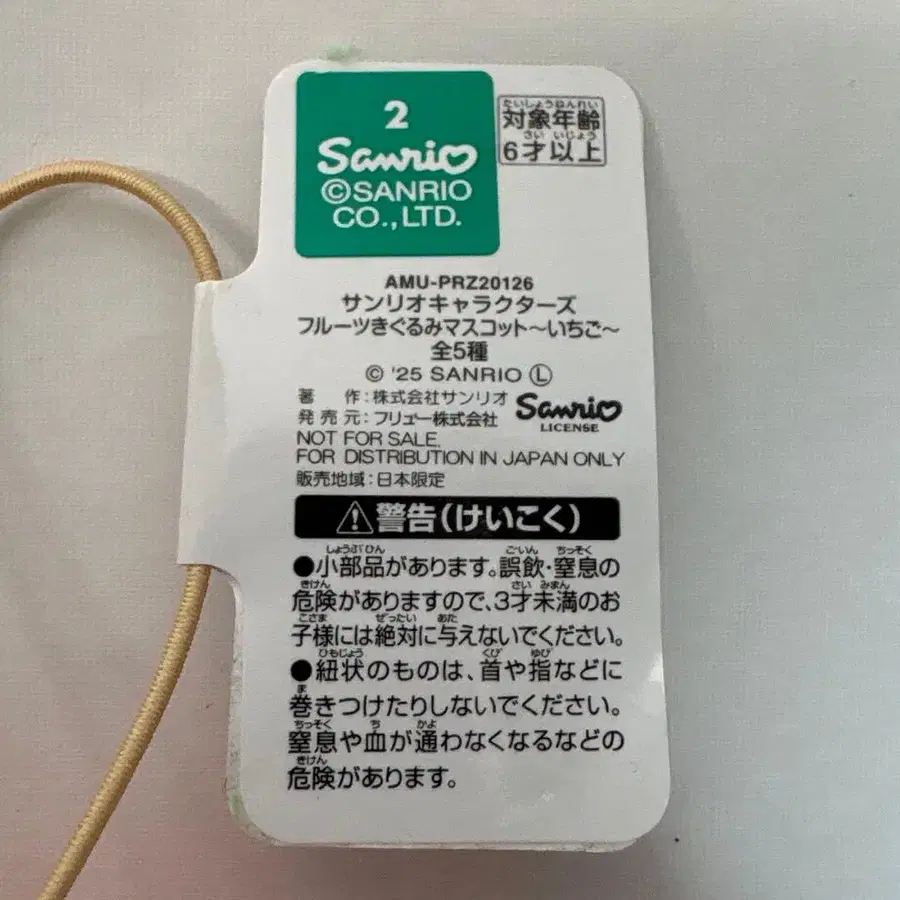 2
Sanrio
©SANRIO
CO.,LTD.
たいしょうねんれい
対象年齢
さい いじょう
6才以上
AMU-PRZ20126
サンリオキャラクターズ
フルーツきぐるみマスコット〜いちご〜
全5種
© '25 SANRIO Ⓛ
著 作:株式会社サンリオ
発 売 元:フリュー株式会社
Sanrio
LICENSE
NOT FOR SALE.
FOR DISTRIBUTION IN JAPAN ONLY
販売地域:日本限定
警告(けいこく)
しょうぶひん ごいん ちっそく
●小部品があります。誤飲・窒息の
きけん さい みまん
危険がありますので、3才未満のお
こさま ぜったい あた
子様には絶対に与えないでください。
ひもじょう くび ゆび
●紐状のものは、首や指などに
ま
巻きつけたりしないでください。
ちっそく ち かよ
窒息や血が通わなくなるなどの
きけん
危険があります。